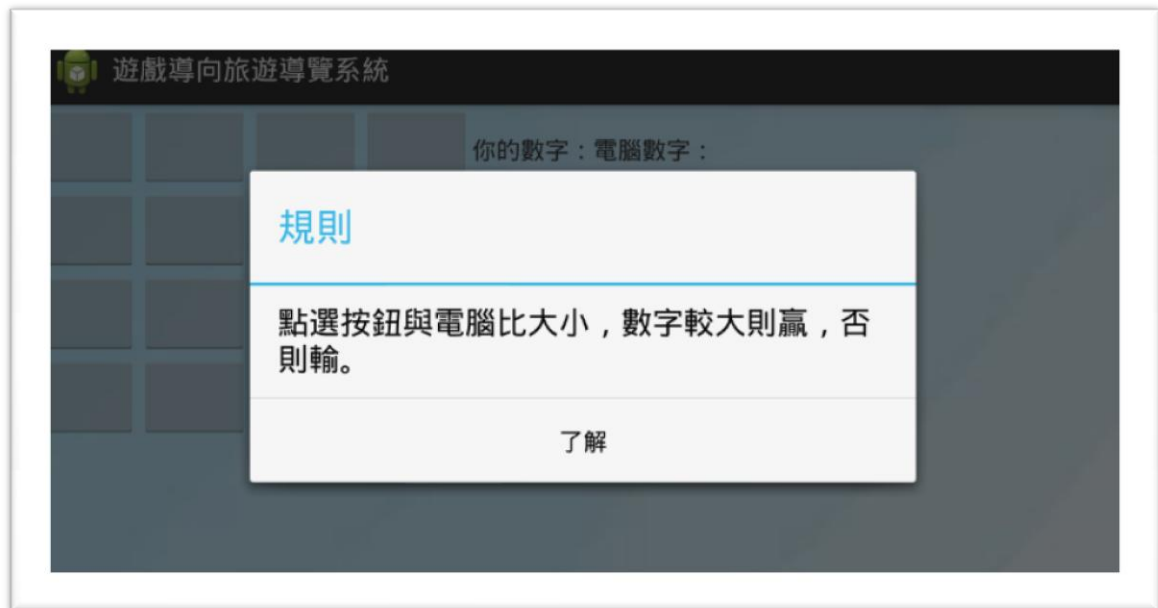 遊戲導向旅遊導覽系統
你的數字：電腦數字：
規則
點選按鈕與電腦比大小，數字較大則贏，否
則輸。
了解